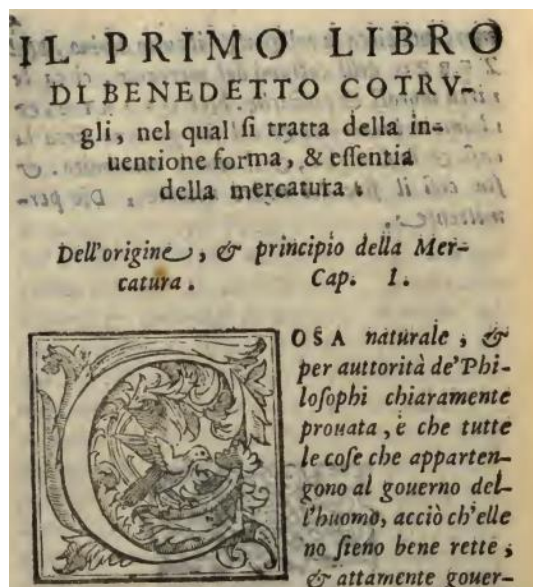 IL PRIMO LIBRO
DI BENEDETTO COTRV-
gli, nel qual ſi tratta della in-
uentione forma, & eſſentia
della mercatura.
Dell'origine, & principio della Mer-
catura. Cap. 1.
COSA naturale, &
per auttorità de'Phi-
loſophi chiaramente
prouata, è che tutte
le coſe che apparten-
gono al gouerno del-
l'huomo, acciò ch'elle
no ſieno bene rette,
& attamente gouer-